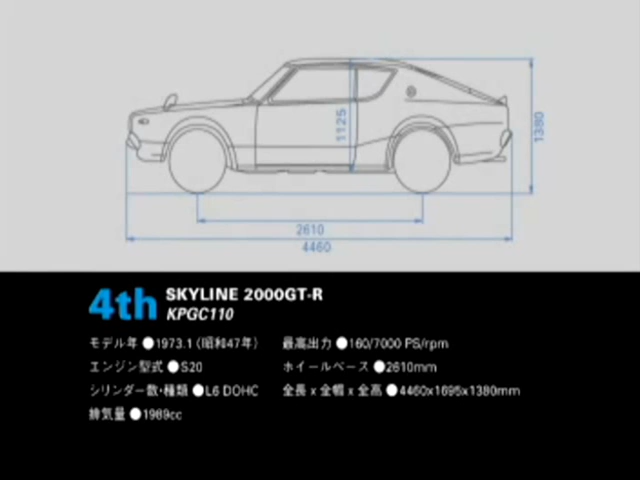 1125
1380
2610
4460
4th SKYLINE 2000GT-R
KPGC110
モデル年 ●1973.1 (昭和47年) 最高出力 ●160/7000 PS/rpm
エンジン型式 ●S20 ホイールベース ●2610mm
シリンダー数・種類 ●L6 DOHC 全長 x 全幅 x 全高 ●4460x1695x1380mm
排気量 ●1989cc